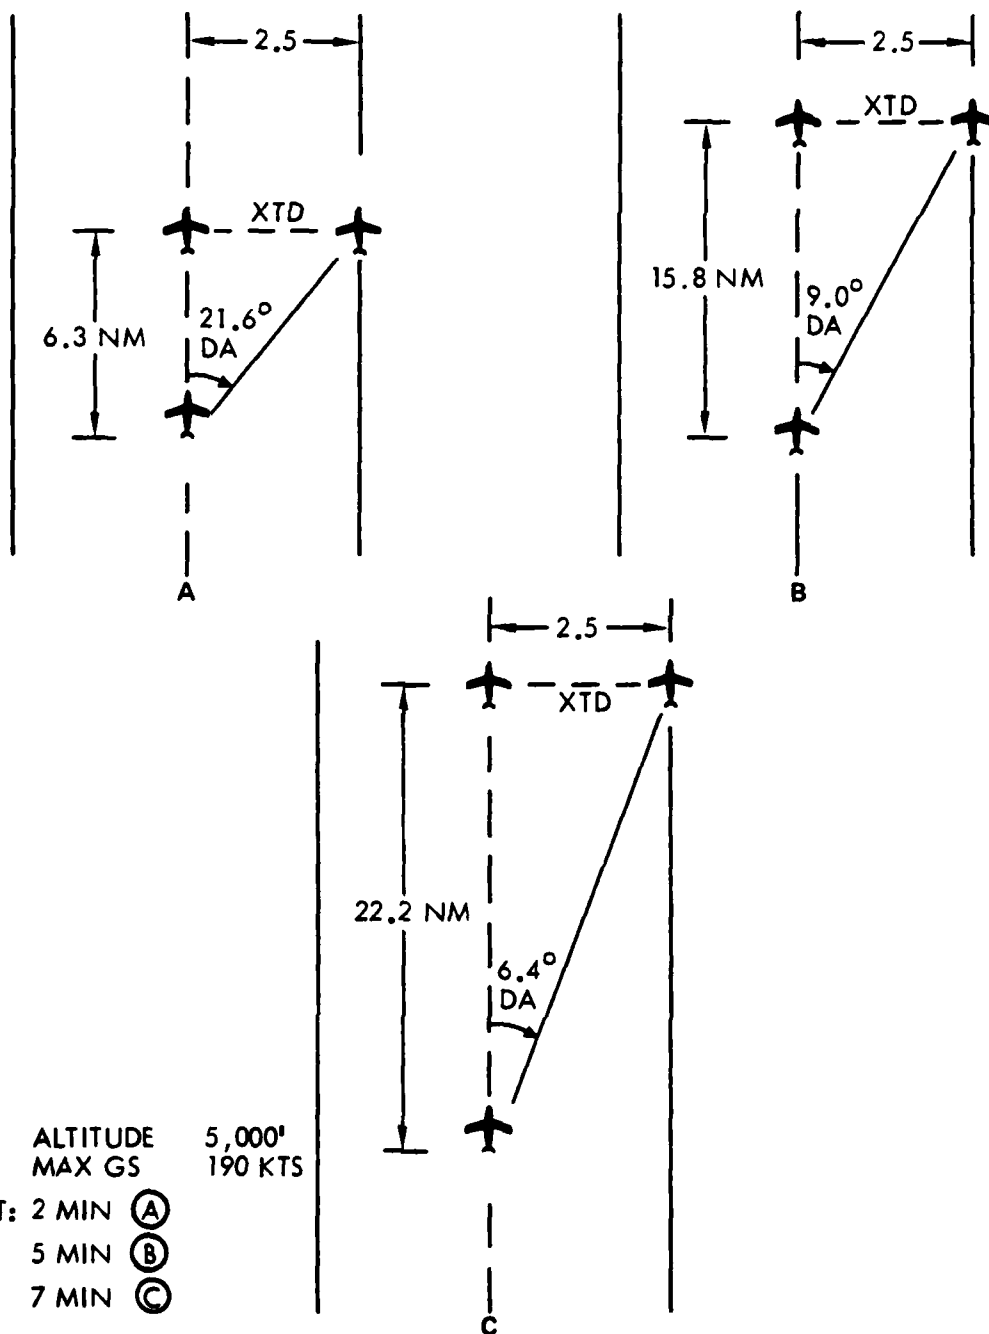 2.5
XTD
6.3 NM
21.6°
DA
A
2.5
XTD
15.8 NM
9.0°
DA
B
2.5
XTD
22.2 NM
6.4°
DA
C
ALTITUDE 5,000'
MAX GS 190 KTS
T: 2 MIN A
5 MIN B
7 MIN C